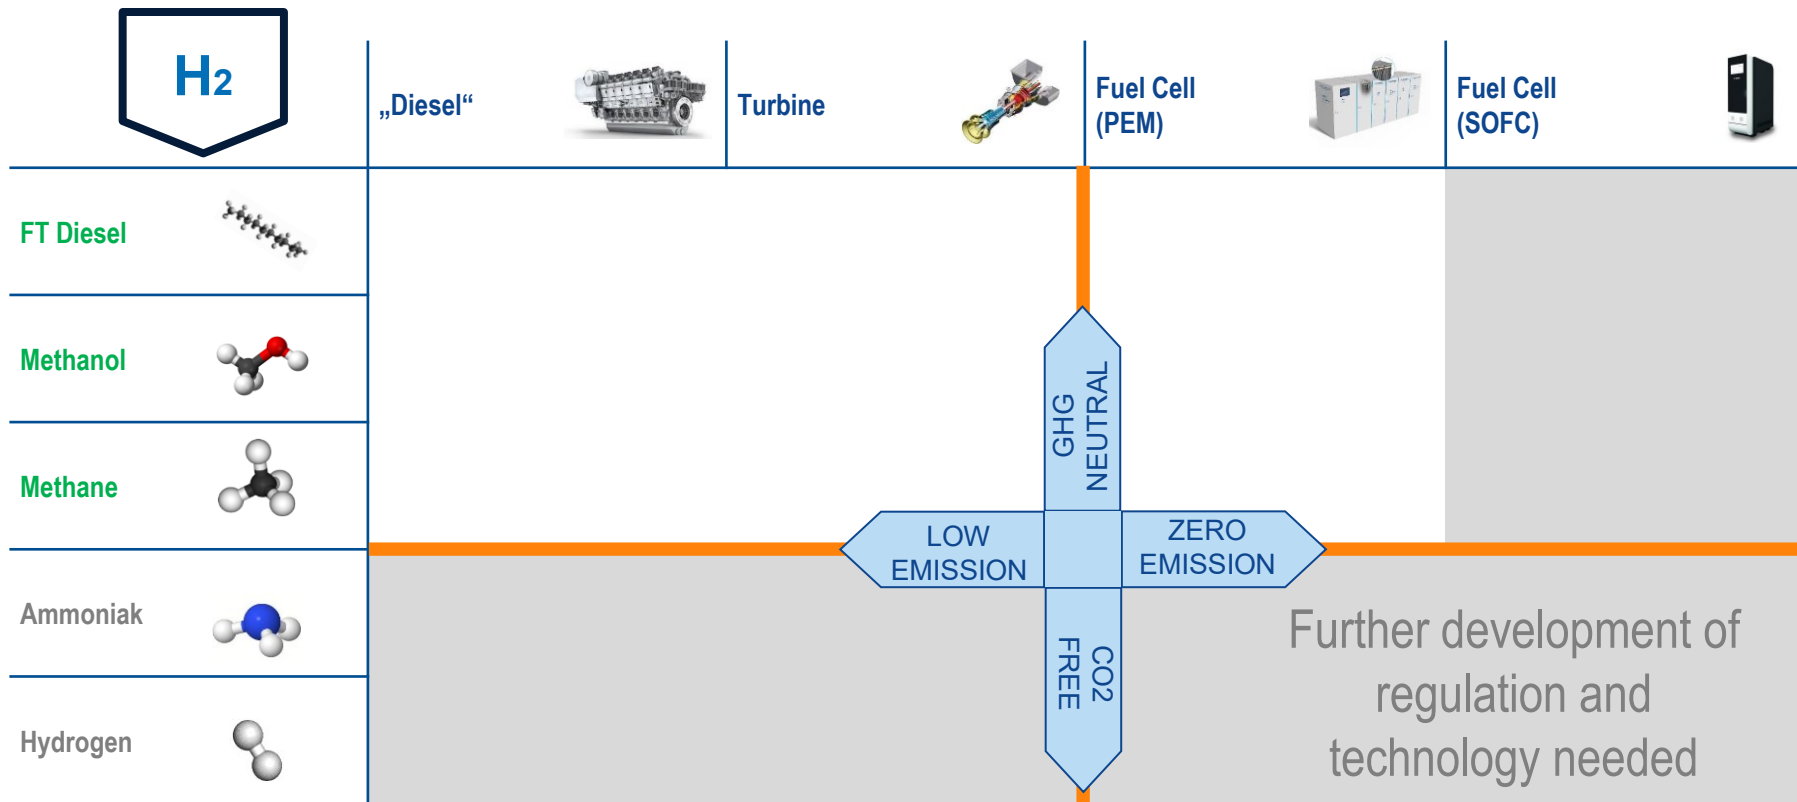 H2
„Diesel“
Turbine
Fuel Cell
(PEM)
Fuel Cell
(SOFC)
FT Diesel
Methanol
Methane
Ammoniak
Hydrogen
GHG
NEUTRAL
LOW
EMISSION
ZERO
EMISSION
CO2
FREE
Further development of
regulation and
technology needed